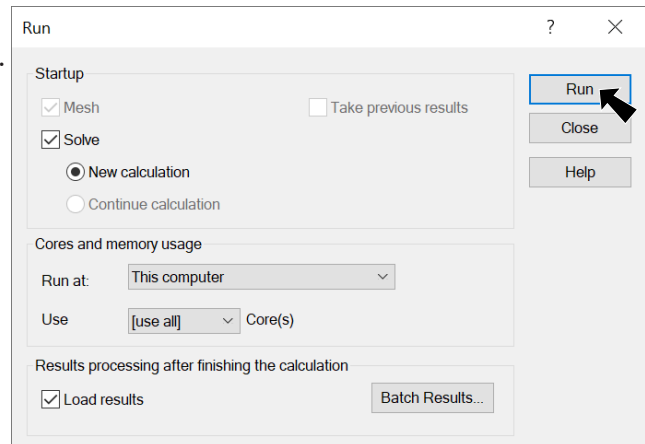 Run ?
Startup
Mesh Take previous results
Run
Solve
Close
New calculation
Help
Continue calculation
Cores and memory usage
Run at: This computer
Use [use all] Core(s)
Results processing after finishing the calculation
Load results Batch Results...